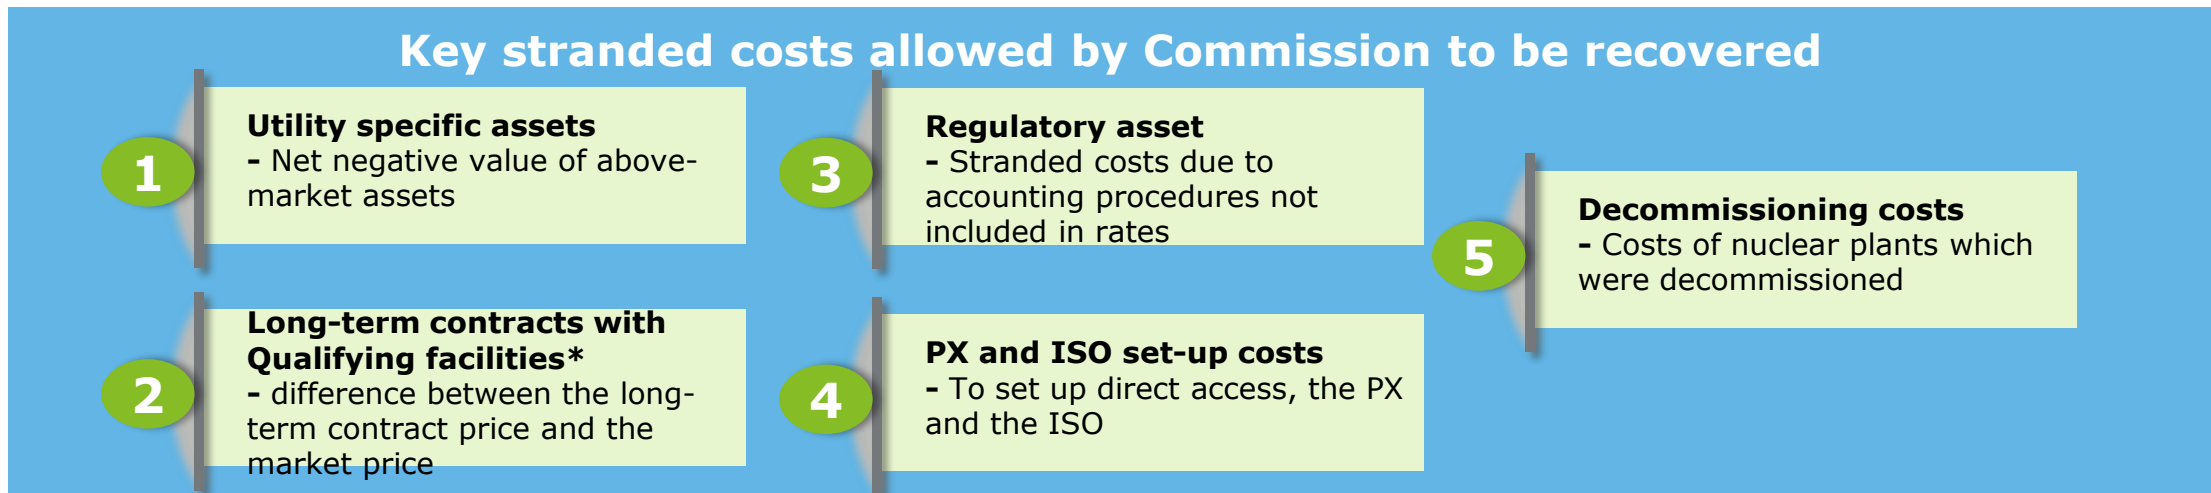 Key stranded costs allowed by Commission to be recovered
1
Utility specific assets
- Net negative value of above-
market assets
2
Long-term contracts with
Qualifying facilities*
- difference between the long-
term contract price and the
market price
3
Regulatory asset
- Stranded costs due to
accounting procedures not
included in rates
4
PX and ISO set-up costs
- To set up direct access, the PX
and the ISO
5
Decommissioning costs
- Costs of nuclear plants which
were decommissioned